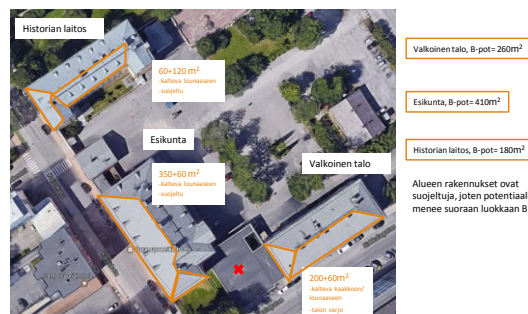 Historian laitos
60+120 m²
-kalteva lounaaseen
-suojeltu
Esikunta
350+60 m²
-kalteva lounaaseen
-suojeltu
Valkoinen talo
200+60m²
-kalteva kaakkoon/
lounaaseen
-talon varjo
Valkoinen talo, B-pot= 260m²
Esikunta, B-pot= 410m²
Historian laitos, B-pot= 180m²
Alueen rakennukset ovat
suojeltuja, joten potentiaali
menee suoraan luokkaan B